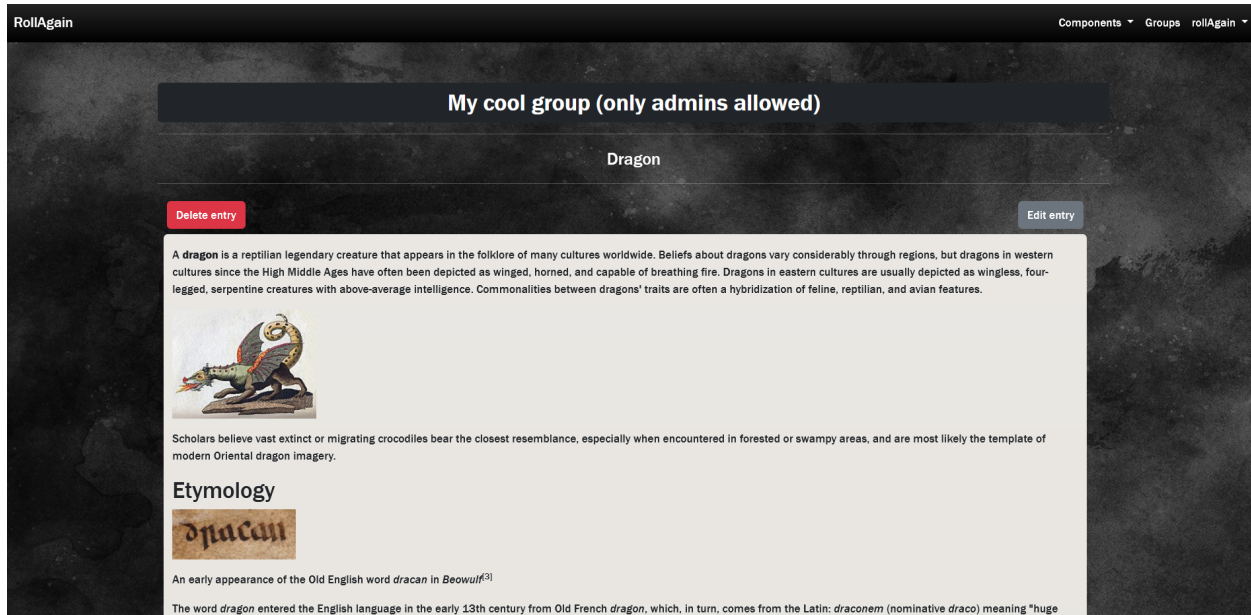 RollAgain
Components Groups rollAgain
My cool group (only admins allowed)
Dragon
Delete entry
Edit entry
A dragon is a reptilian legendary creature that appears in the folklore of many cultures worldwide. Beliefs about dragons vary considerably through regions, but dragons in western
cultures since the High Middle Ages have often been depicted as winged, horned, and capable of breathing fire. Dragons in eastern cultures are usually depicted as wingless, four-
legged, serpentine creatures with above-average intelligence. Commonalities between dragons' traits are often a hybridization of feline, reptilian, and avian features.
Scholars believe vast extinct or migrating crocodiles bear the closest resemblance, especially when encountered in forested or swampy areas, and are most likely the template of
modern Oriental dragon imagery.
Etymology
dracan
An early appearance of the Old English word dracan in Beowulf[3]
The word dragon entered the English language in the early 13th century from Old French dragon, which, in turn, comes from the Latin: draconem (nominative draco) meaning "huge